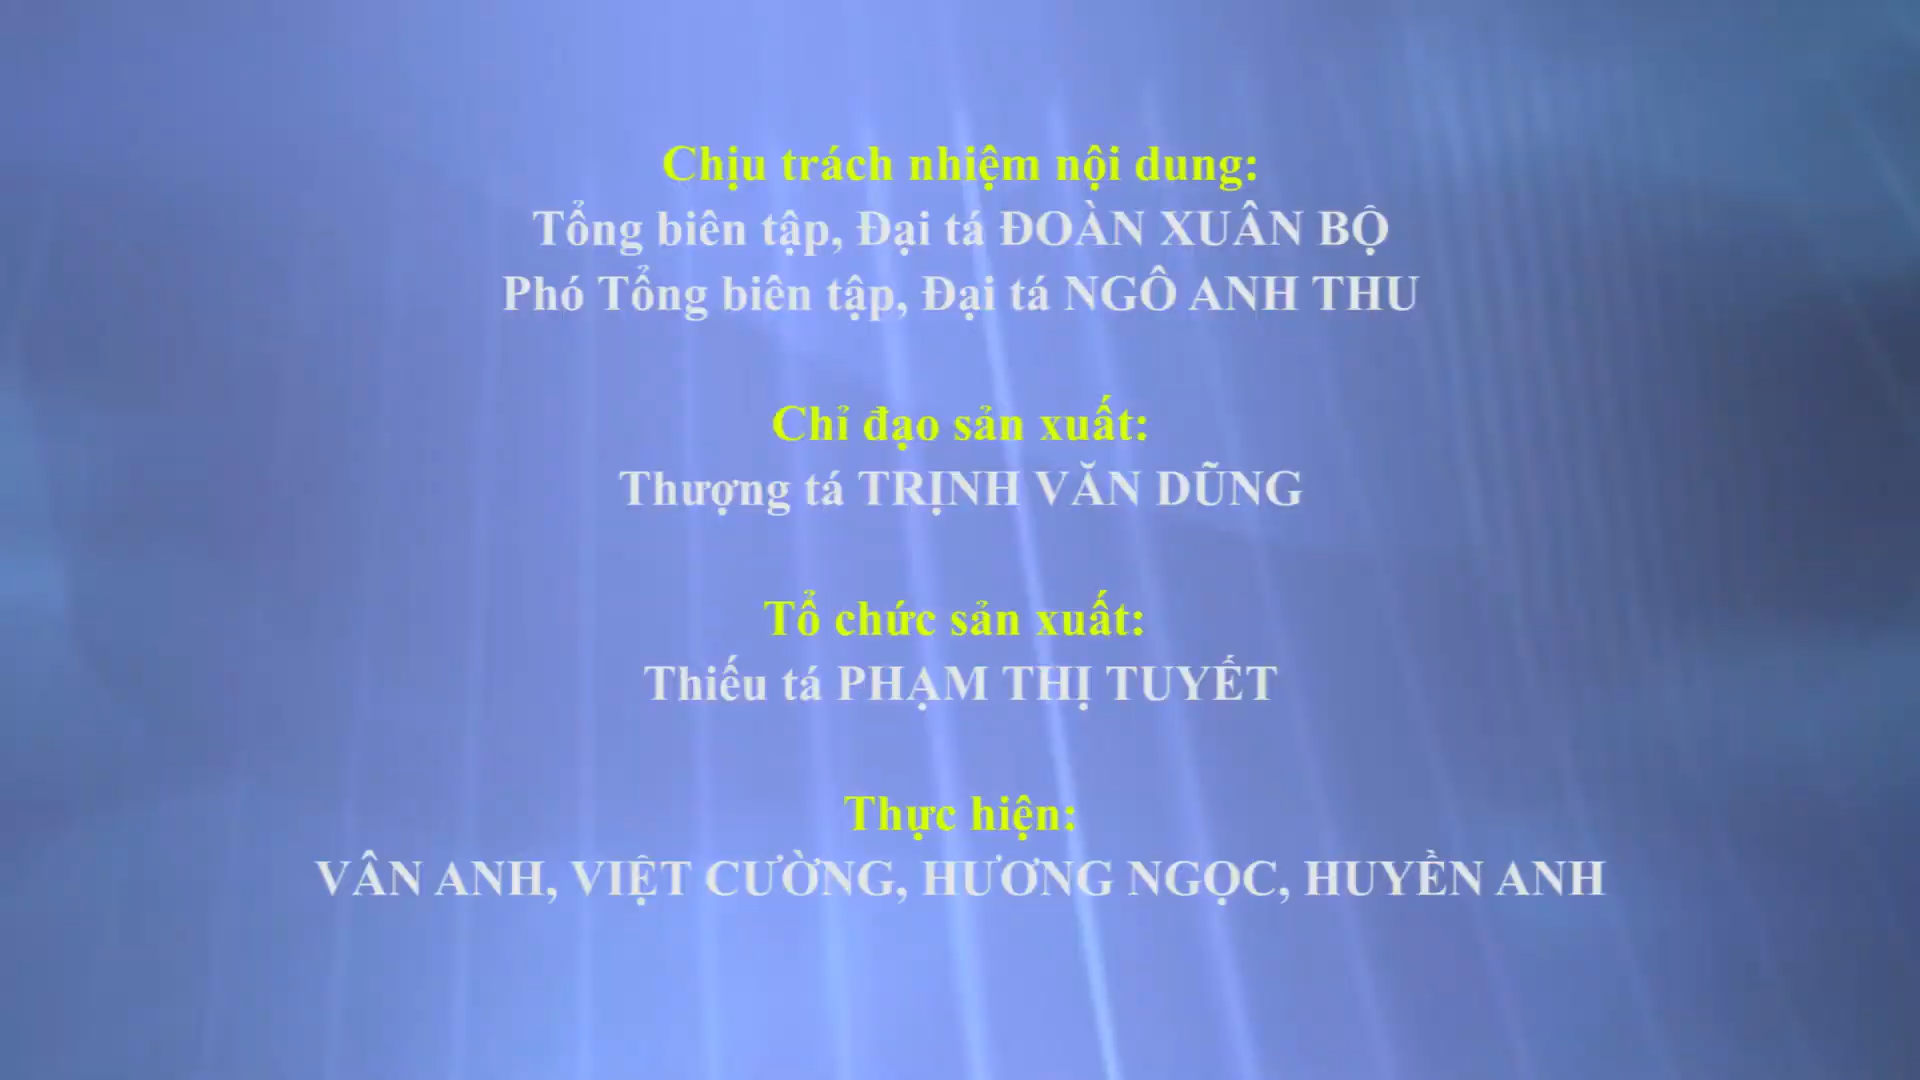 Chịu trách nhiệm nội dung:
Tổng biên tập, Đại tá ĐOÀN XUÂN BỘ
Phó Tổng biên tập, Đại tá NGÔ ANH THU
Chỉ đạo sản xuất:
Thượng tá TRỊNH VĂN DŨNG
Tổ chức sản xuất:
Thiếu tá PHẠM THỊ TUYẾT
Thực hiện:
VÂN ANH, VIỆT CƯỜNG, HƯƠNG NGỌC, HUYỀN ANH